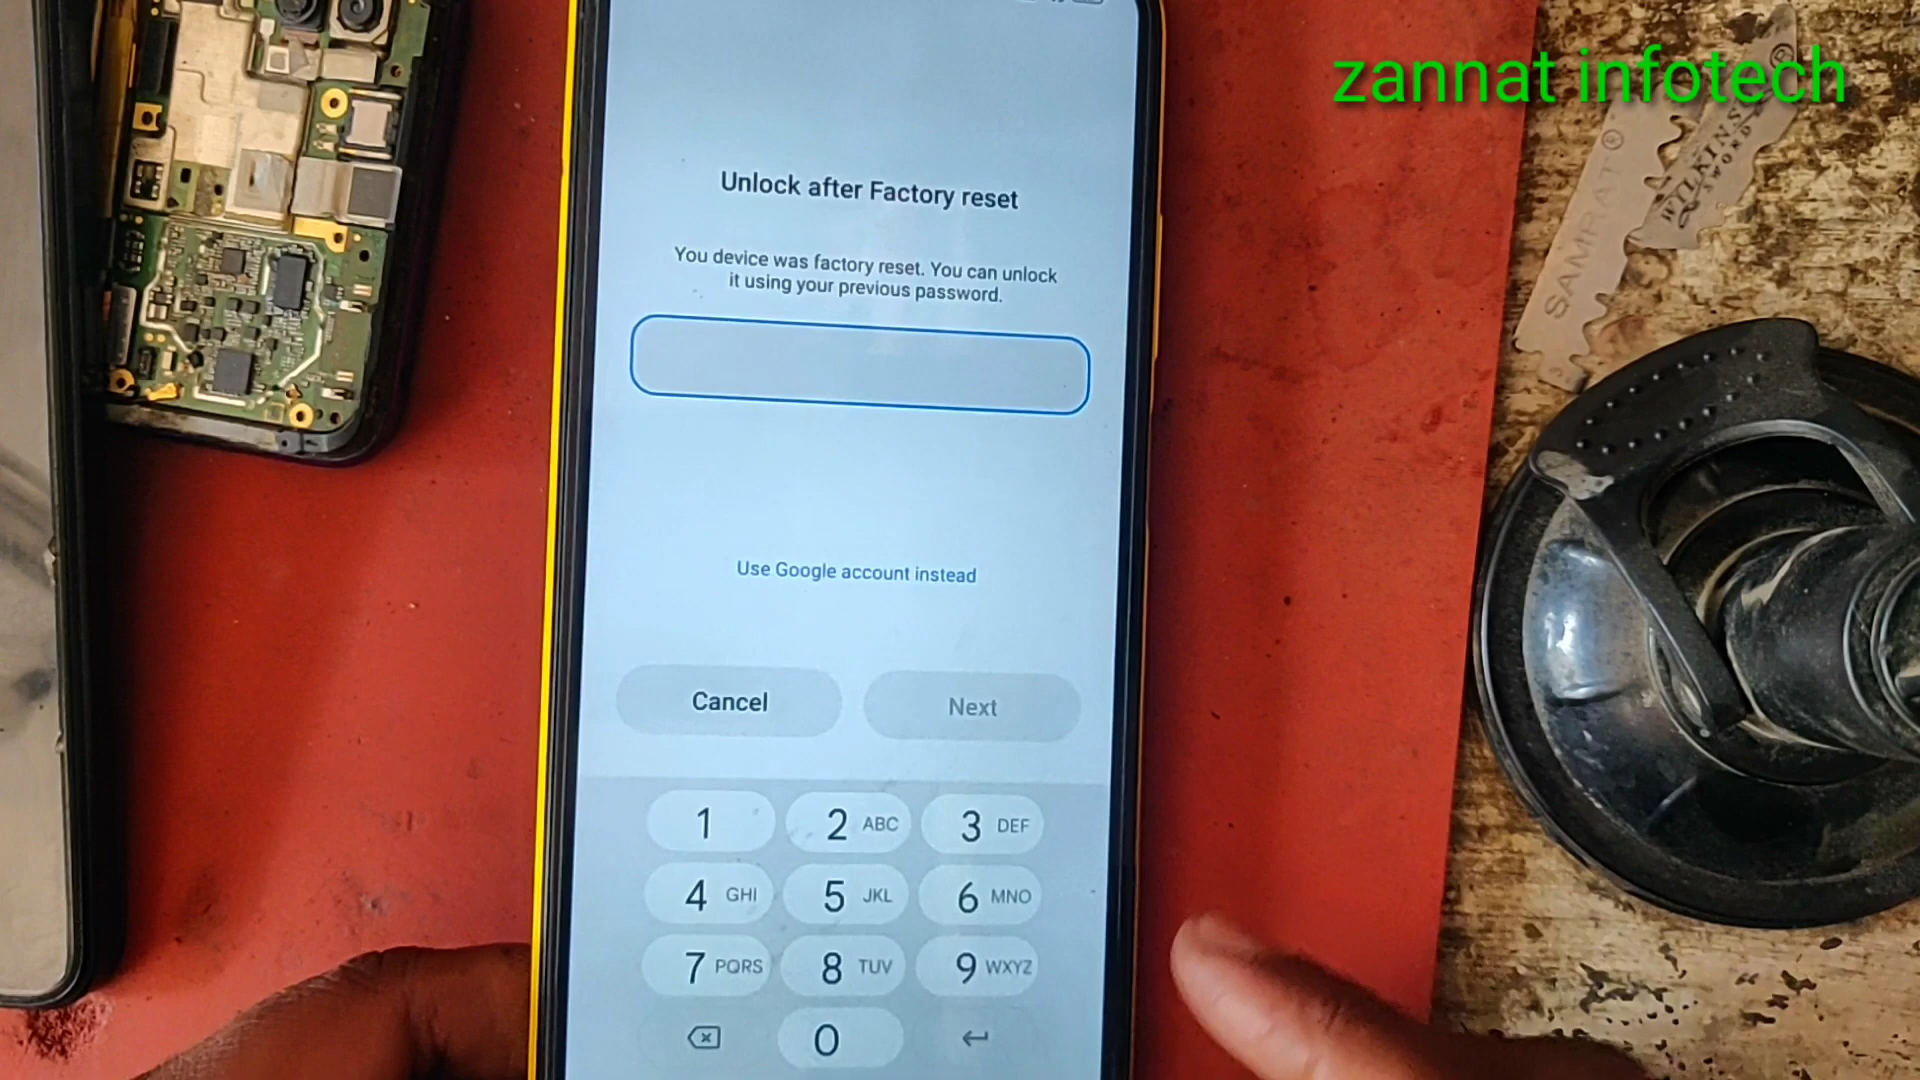 zannat infotech
Unlock after Factory reset
You device was factory reset. You can unlock
it using your previous password.
Use Google account instead
Cancel
Next
1
2 ABC
3 DEF
4 GHI
5 JKL
6 MNO
7 PQRS
8 TUV
9 WXYZ
0
SAMRAT®
WILKINS
SWORD